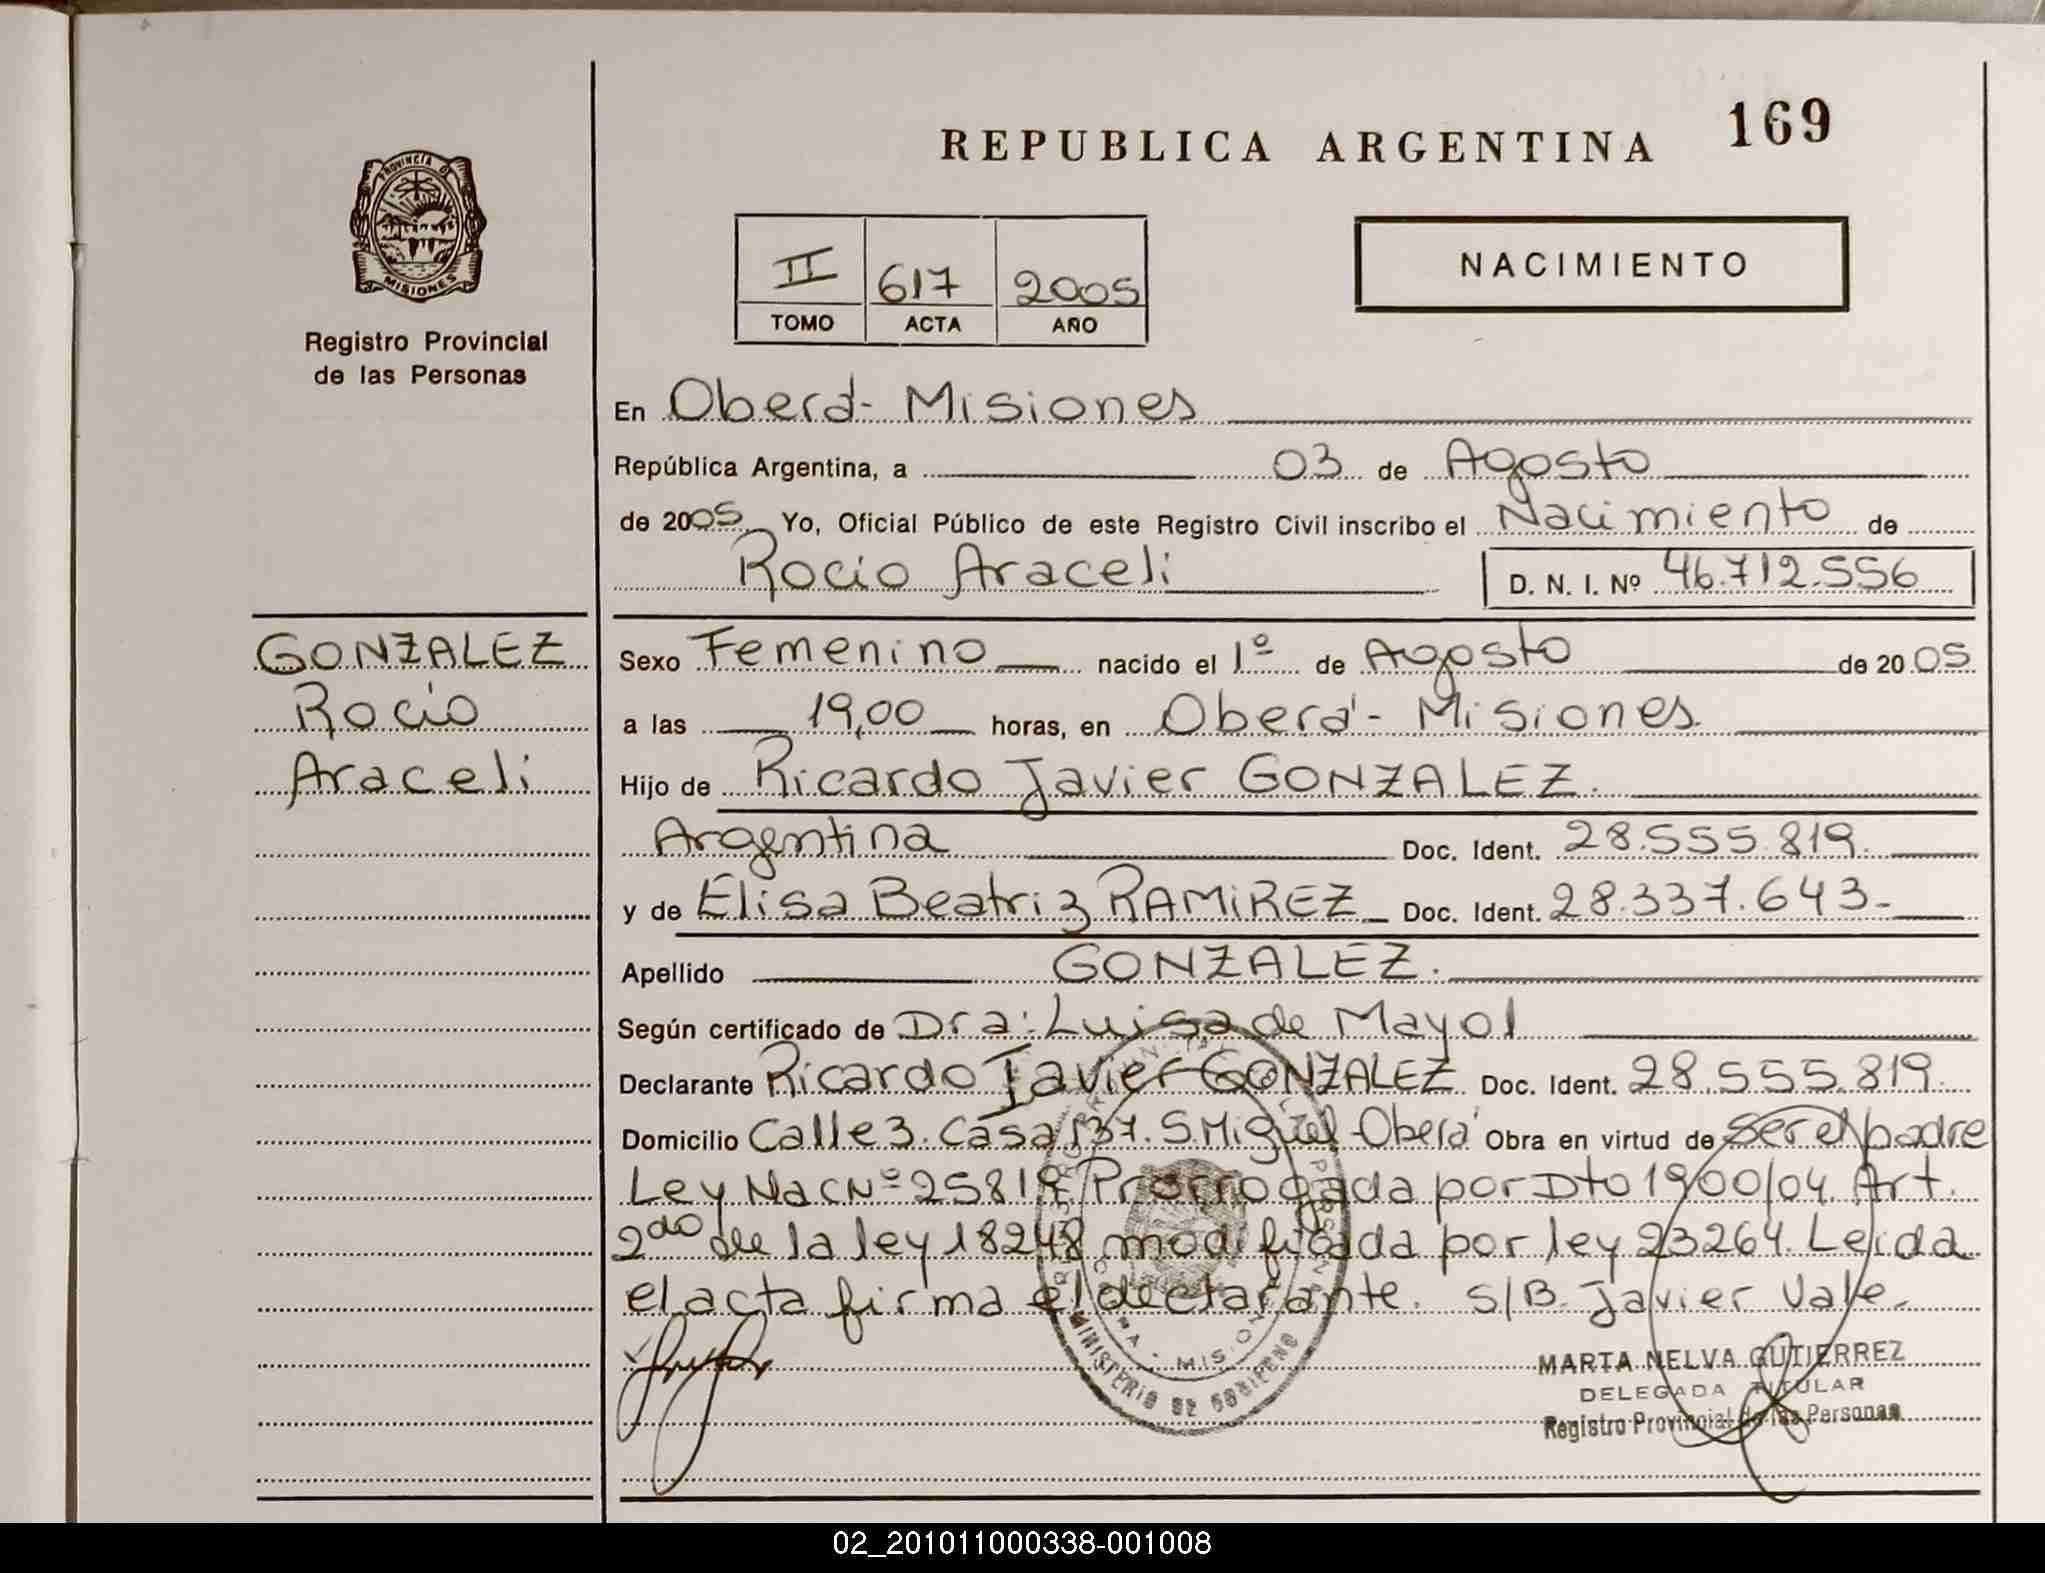 REPUBLICA ARGENTINA 169
PROVINCIA D
MISIONES
Registro Provincial
de las Personas
NACIMIENTO
II 617 2005
TOMO ACTA AÑO
En Oberá - Misiones
República Argentina, a 03 de Agosto
de 2005 Yo, Oficial Público de este Registro Civil inscribo el Nacimiento de
Rocio Araceli D. N. I. Nº 46.712.556
GONZALEZ
Rocio
Araceli
Sexo Femenino nacido el 1º de Agosto de 2005
a las 19,00 horas, en Oberá - Misiones.
Hijo de Ricardo Javier GONZALEZ.
Argentina Doc. Ident. 28.555.819.
y de Elisa Beatriz RAMIREZ Doc. Ident. 28.337.643.-
Apellido GONZALEZ.
Según certificado de Dra: Luisa de Mayol
Declarante Ricardo Javier GONZALEZ Doc. Ident. 28.555.819.
Domicilio Calle 3. Casa 137. S. Miguel - Oberá Obra en virtud de ser el padre
Ley Nac Nº 25819 Prorrogada por Dto 1900/04. Art.
2do de la ley 18248 modificada por ley 23264. Leida
el acta firma el declarante. S/B. Javier Vale.
MINISTERIO DE GOBIERNO
MARTA NELVA GUTIERREZ
DELEGADA TITULAR
Registro Provincial de las Personas
02_201011000338-001008